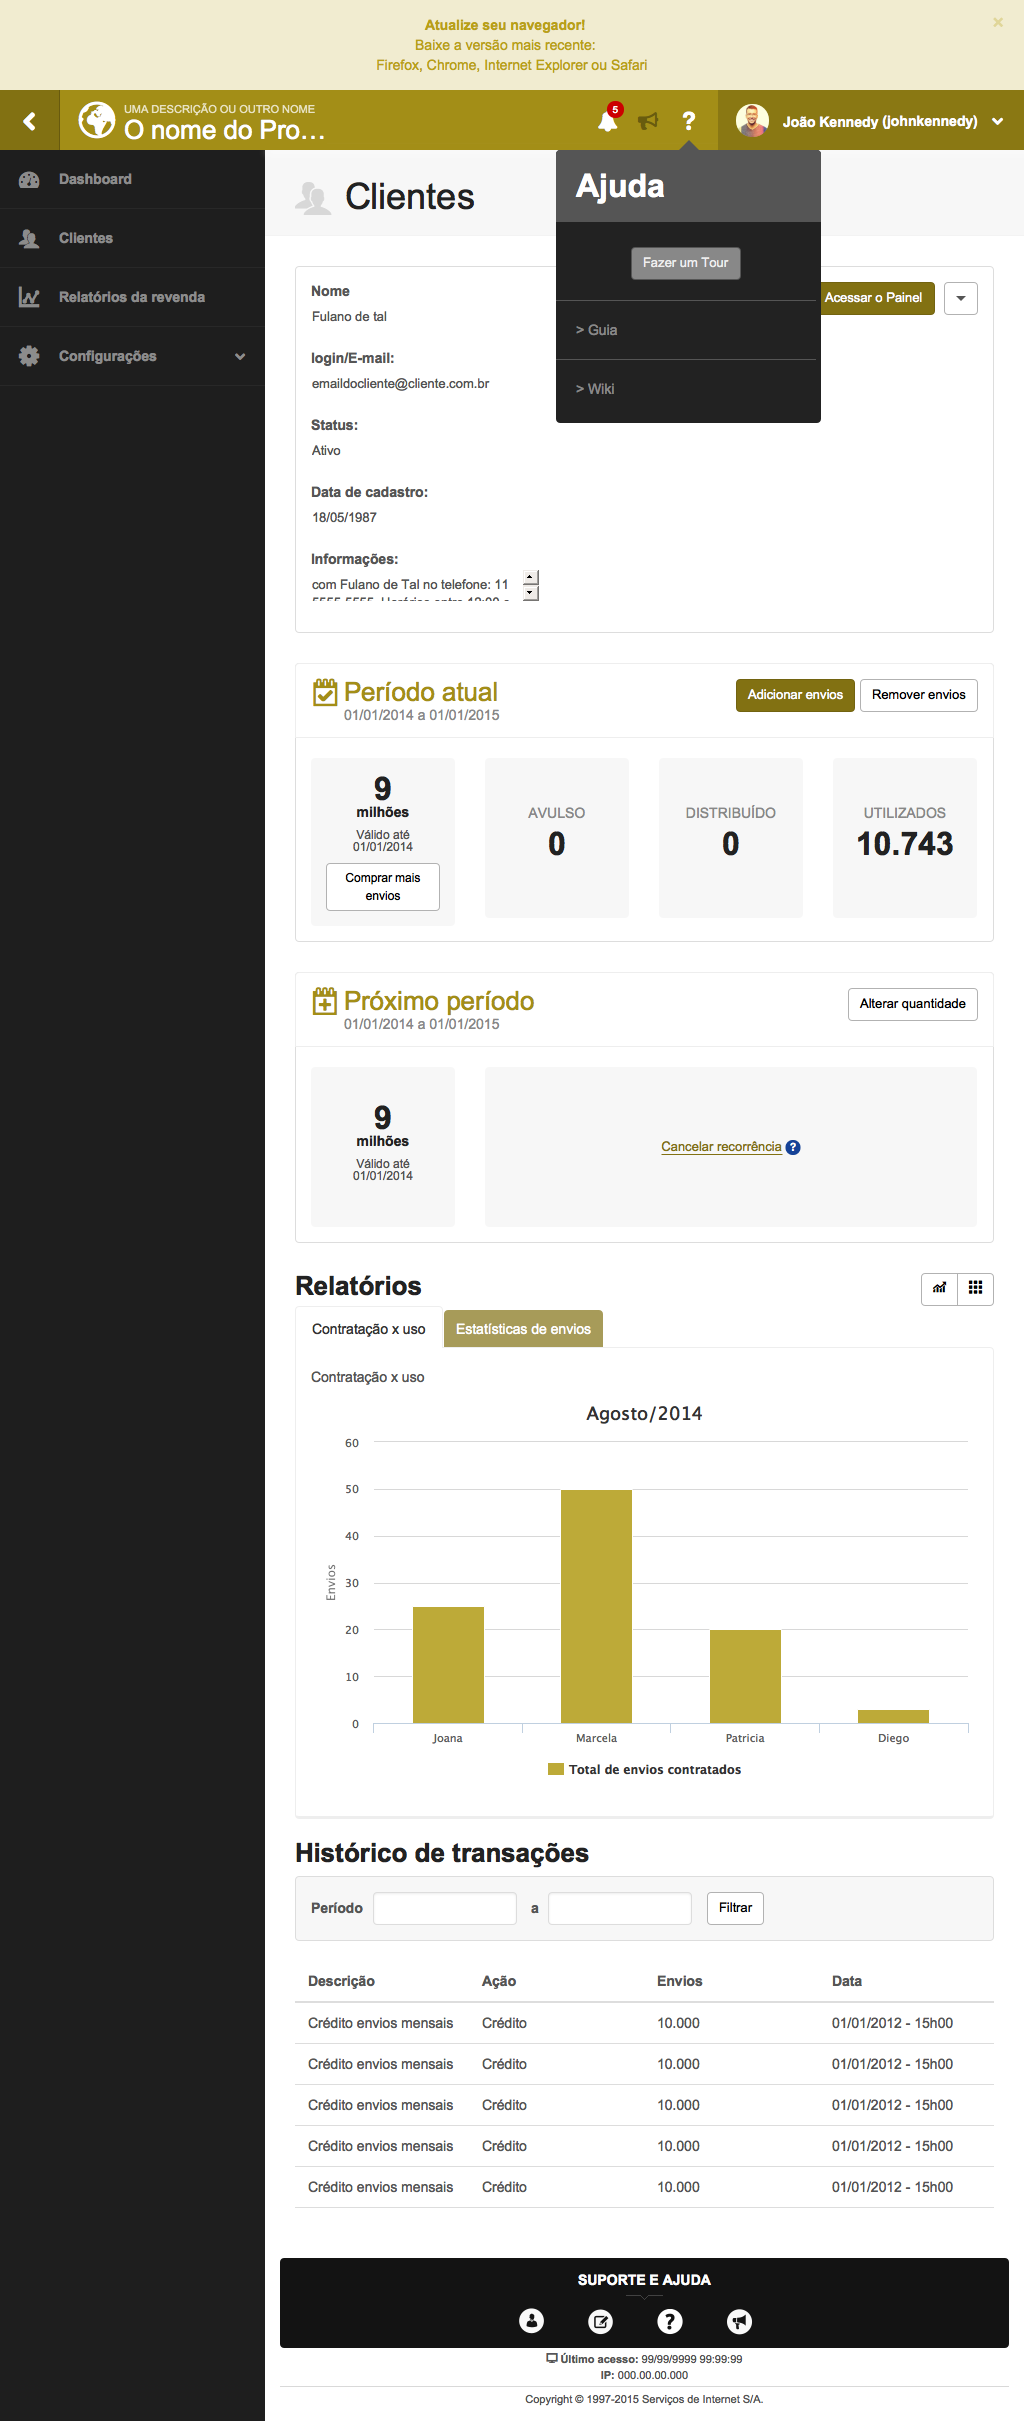 Atualize seu navegador!
×
Baixe a versão mais recente:
Firefox, Chrome, Internet Explorer ou Safari
UMA DESCRIÇÃO OU OUTRO NOME
O nome do Pro...
5
?
João Kennedy (johnkennedy)
Dashboard
Clientes
Relatórios da revenda
Configurações
Clientes
Ajuda
Fazer um Tour
> Guia
> Wiki
Nome
Fulano de tal
Acessar o Painel
login/E-mail:
emaildocliente@cliente.com.br
Status:
Ativo
Data de cadastro:
18/05/1987
Informações:
com Fulano de Tal no telefone: 11
Período atual
01/01/2014 a 01/01/2015
Adicionar envios
Remover envios
9
milhões
Válido até
01/01/2014
Comprar mais
envios
AVULSO
0
DISTRIBUÍDO
0
UTILIZADOS
10.743
Próximo período
01/01/2014 a 01/01/2015
Alterar quantidade
9
milhões
Válido até
01/01/2014
Cancelar recorrência ?
Relatórios
Contratação x uso
Estatísticas de envios
Contratação x uso
Agosto/2014
60
50
40
30
20
10
0
Envios
Joana
Marcela
Patricia
Diego
Total de envios contratados
Histórico de transações
Período
a
Filtrar
Descrição Ação Envios Data
Crédito envios mensais Crédito 10.000 01/01/2012 - 15h00
Crédito envios mensais Crédito 10.000 01/01/2012 - 15h00
Crédito envios mensais Crédito 10.000 01/01/2012 - 15h00
Crédito envios mensais Crédito 10.000 01/01/2012 - 15h00
Crédito envios mensais Crédito 10.000 01/01/2012 - 15h00
SUPORTE E AJUDA
?
Último acesso: 99/99/9999 99:99:99
IP: 000.00.00.000
Copyright © 1997-2015 Serviços de Internet S/A.